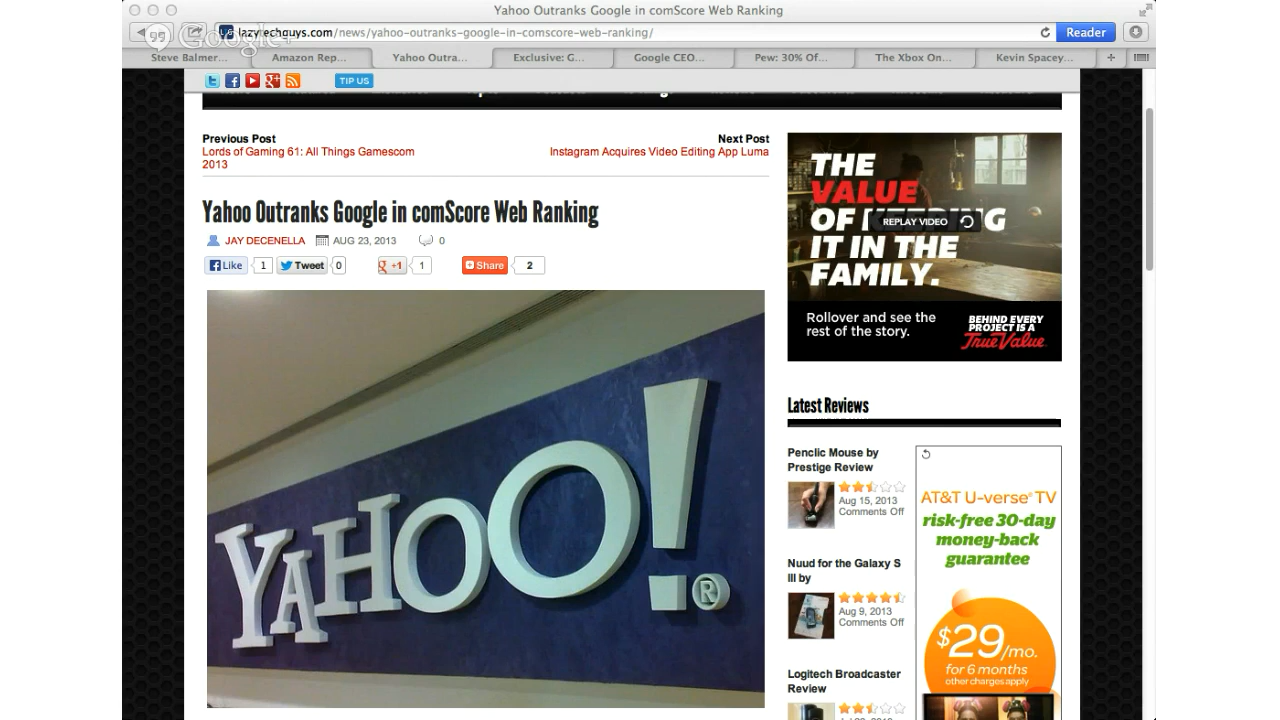 Yahoo Outranks Google in comScore Web Ranking
Google+
lazytechguys.com/news/yahoo-outranks-google-in-comscore-web-ranking/
Reader
Steve Balmer...
Amazon Rep...
Yahoo Outra...
Exclusive: G...
Google CEO...
Pew: 30% Of...
The Xbox On...
Kevin Spacey...
TIP US
Previous Post
Lords of Gaming 61: All Things Gamescom
2013
Next Post
Instagram Acquires Video Editing App Luma
Yahoo Outranks Google in comScore Web Ranking
JAY DECENELLA AUG 23, 2013 0
Like 1 Tweet 0 +1 1 Share 2
YAHOO!®
THE
VALUE
OF KEEPING
IT IN THE
FAMILY.
REPLAY VIDEO
Rollover and see the
rest of the story.
BEHIND EVERY
PROJECT IS A
True Value.
Latest Reviews
Penclic Mouse by
Prestige Review
Aug 15, 2013
Comments Off
Nuud for the Galaxy S
III by
Aug 9, 2013
Comments Off
Logitech Broadcaster
Review
AT&T U-verse® TV
risk-free 30-day
money-back
guarantee
$29/mo.
for 6 months
other charges apply